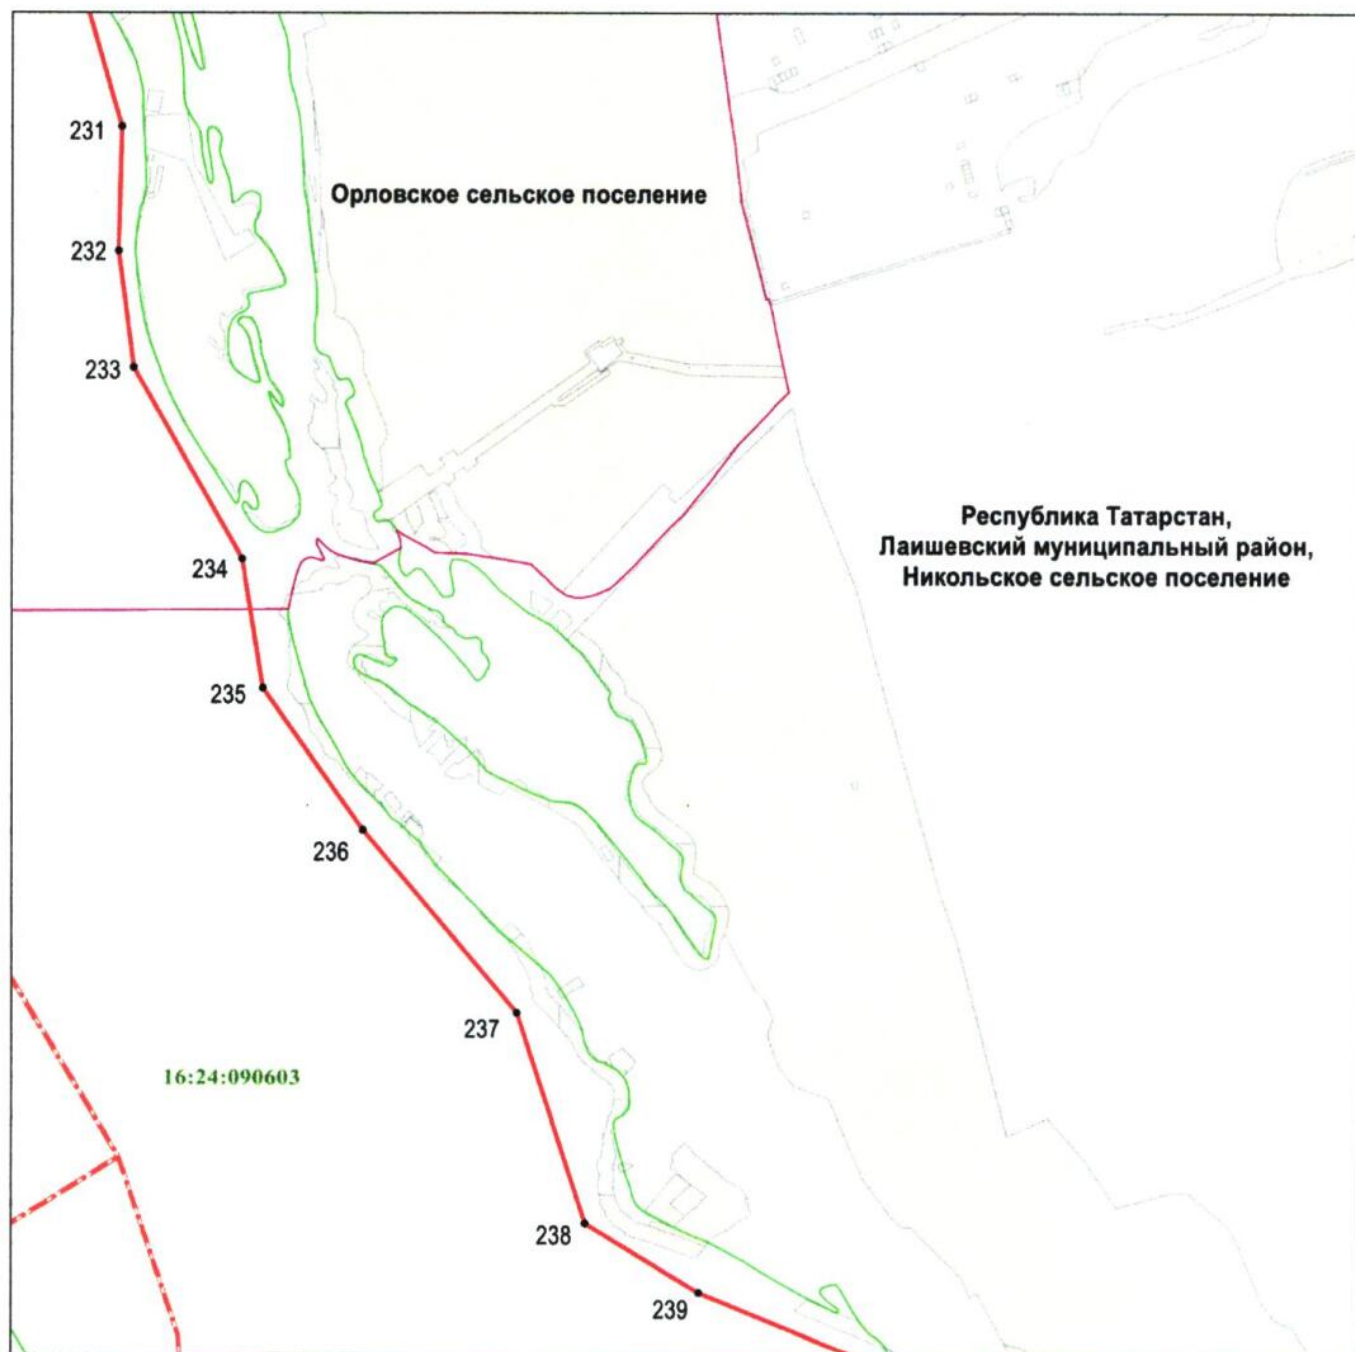 231
Орловское сельское поселение
232
233
Республика Татарстан,
Лаишевский муниципальный район,
Никольское сельское поселение
234
235
236
237
16:24:090603
238
239